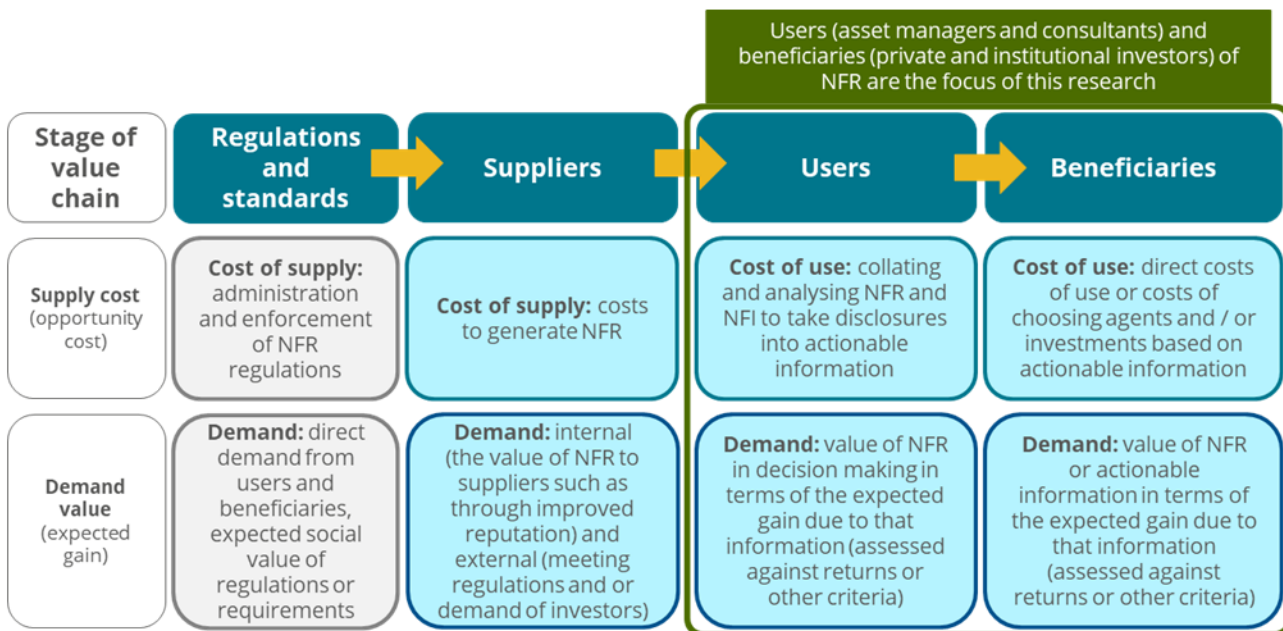 Users (asset managers and consultants) and
beneficiaries (private and institutional investors) of
NFR are the focus of this research
Stage of
value
chain
Regulations
and
standards
Suppliers
Users
Beneficiaries
Supply cost
(opportunity
cost)
Cost of supply:
administration
and enforcement
of NFR
regulations
Cost of supply: costs
to generate NFR
Cost of use: collating
and analysing NFR and
NFI to take disclosures
into actionable
information
Cost of use: direct costs
of use or costs of
choosing agents and / or
investments based on
actionable information
Demand
value
(expected
gain)
Demand: direct
demand from
users and
beneficiaries,
expected social
value of
regulations or
requirements
Demand: internal
(the value of NFR to
suppliers such as
through improved
reputation) and
external (meeting
regulations and or
demand of investors)
Demand: value of NFR
in decision making in
terms of the expected
gain due to that
information (assessed
against returns or
other criteria)
Demand: value of NFR
or actionable
information in terms of
the expected gain due to
that information
(assessed against
returns or other criteria)